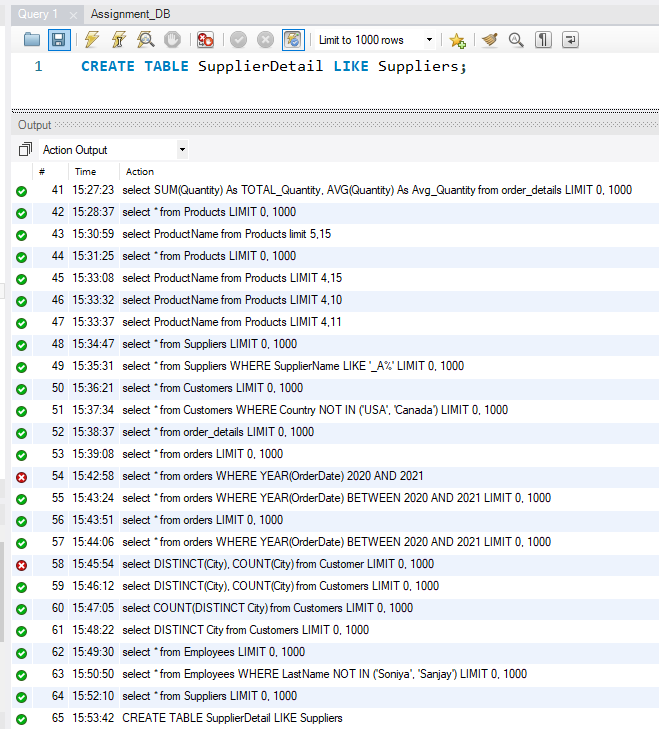 Query 1 × Assignment_DB
Limit to 1000 rows
1 CREATE TABLE SupplierDetail LIKE Suppliers;
Output
Action Output
# Time Action
41 15:27:23 select SUM(Quantity) As TOTAL_Quantity, AVG(Quantity) As Avg_Quantity from order_details LIMIT 0, 1000
42 15:28:37 select * from Products LIMIT 0, 1000
43 15:30:59 select ProductName from Products limit 5,15
44 15:31:25 select * from Products LIMIT 0, 1000
45 15:33:08 select ProductName from Products LIMIT 4,15
46 15:33:32 select ProductName from Products LIMIT 4,10
47 15:33:37 select ProductName from Products LIMIT 4,11
48 15:34:47 select * from Suppliers LIMIT 0, 1000
49 15:35:31 select * from Suppliers WHERE SupplierName LIKE '_A%' LIMIT 0, 1000
50 15:36:21 select * from Customers LIMIT 0, 1000
51 15:37:34 select * from Customers WHERE Country NOT IN ('USA', 'Canada') LIMIT 0, 1000
52 15:38:37 select * from order_details LIMIT 0, 1000
53 15:39:08 select * from orders LIMIT 0, 1000
54 15:42:58 select * from orders WHERE YEAR(OrderDate) 2020 AND 2021
55 15:43:24 select * from orders WHERE YEAR(OrderDate) BETWEEN 2020 AND 2021 LIMIT 0, 1000
56 15:43:51 select * from orders LIMIT 0, 1000
57 15:44:06 select * from orders WHERE YEAR(OrderDate) BETWEEN 2020 AND 2021 LIMIT 0, 1000
58 15:45:54 select DISTINCT(City), COUNT(City) from Customer LIMIT 0, 1000
59 15:46:12 select DISTINCT(City), COUNT(City) from Customers LIMIT 0, 1000
60 15:47:05 select COUNT(DISTINCT City) from Customers LIMIT 0, 1000
61 15:48:22 select DISTINCT City from Customers LIMIT 0, 1000
62 15:49:30 select * from Employees LIMIT 0, 1000
63 15:50:50 select * from Employees WHERE LastName NOT IN ('Soniya', 'Sanjay') LIMIT 0, 1000
64 15:52:10 select * from Suppliers LIMIT 0, 1000
65 15:53:42 CREATE TABLE SupplierDetail LIKE Suppliers